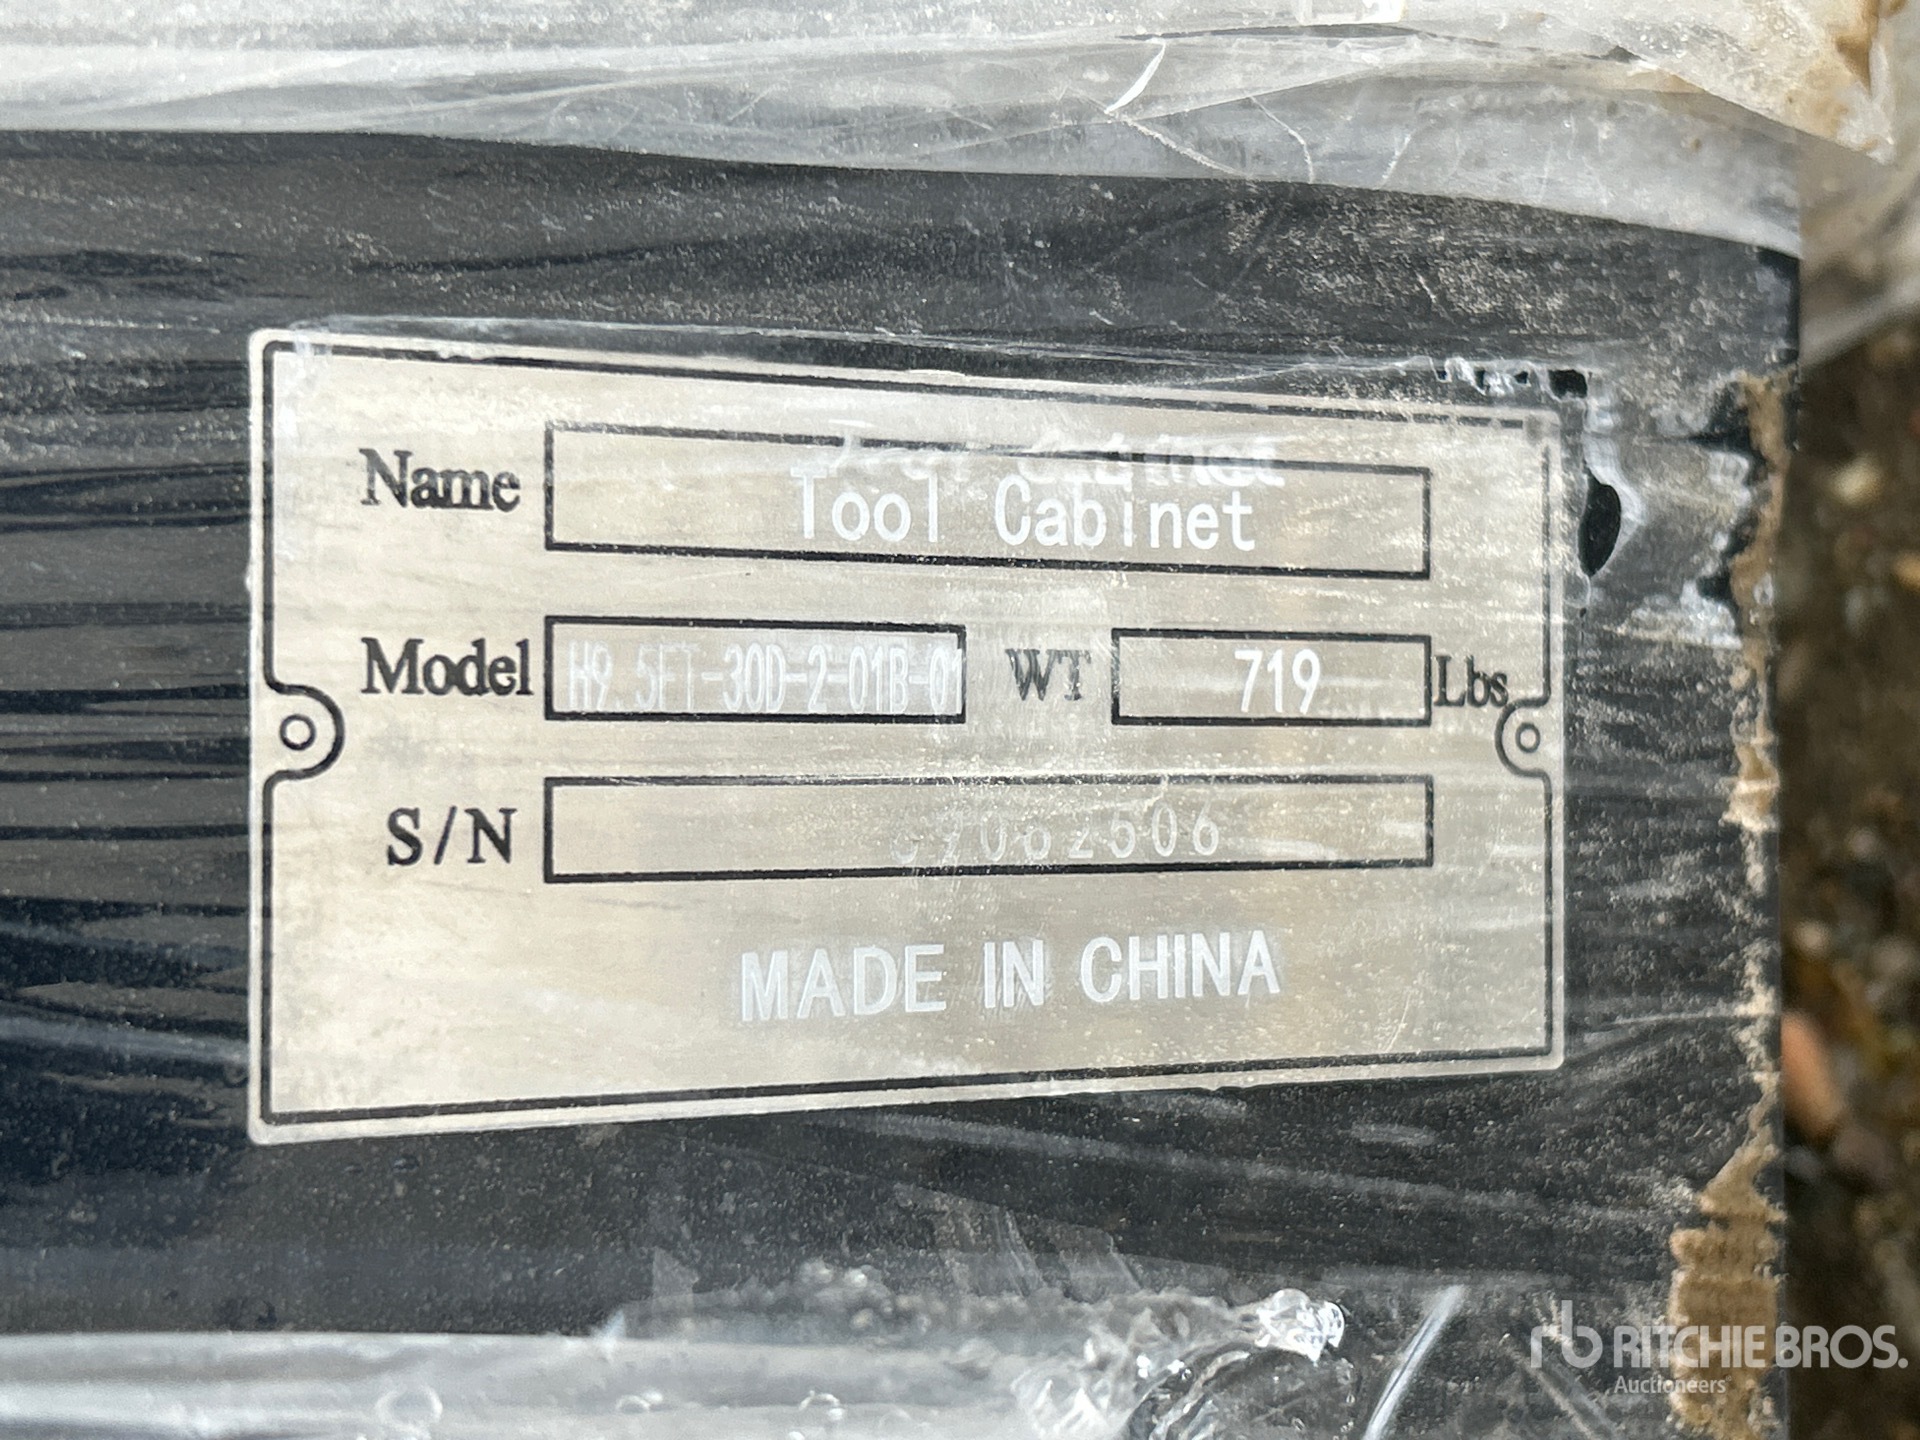 Name Tool Cabinet
Model H9.5FT-30D-2-01B-01 WT 719 Lbs
S/N
MADE IN CHINA
rb RITCHIE BROS.
Auctioneers